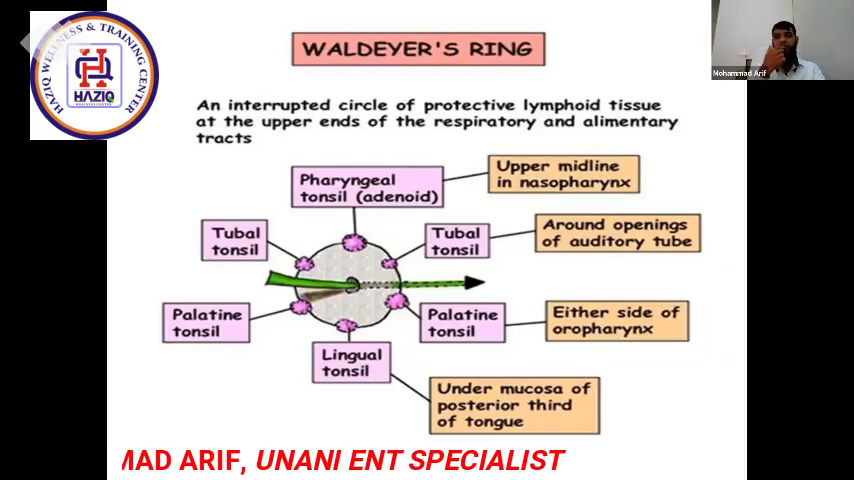 HAZIQ WELLNESS & TRAINING CENTER
HAZIQ
WELLNESS CENTER
Mohammad Arif
WALDEYER'S RING
An interrupted circle of protective lymphoid tissue
at the upper ends of the respiratory and alimentary
tracts
Pharyngeal
tonsil (adenoid)
Upper midline
in nasopharynx
Tubal
tonsil
Tubal
tonsil
Around openings
of auditory tube
Palatine
tonsil
Palatine
tonsil
Either side of
oropharynx
Lingual
tonsil
Under mucosa of
posterior third
of tongue
MAD ARIF, UNANI ENT SPECIALIST